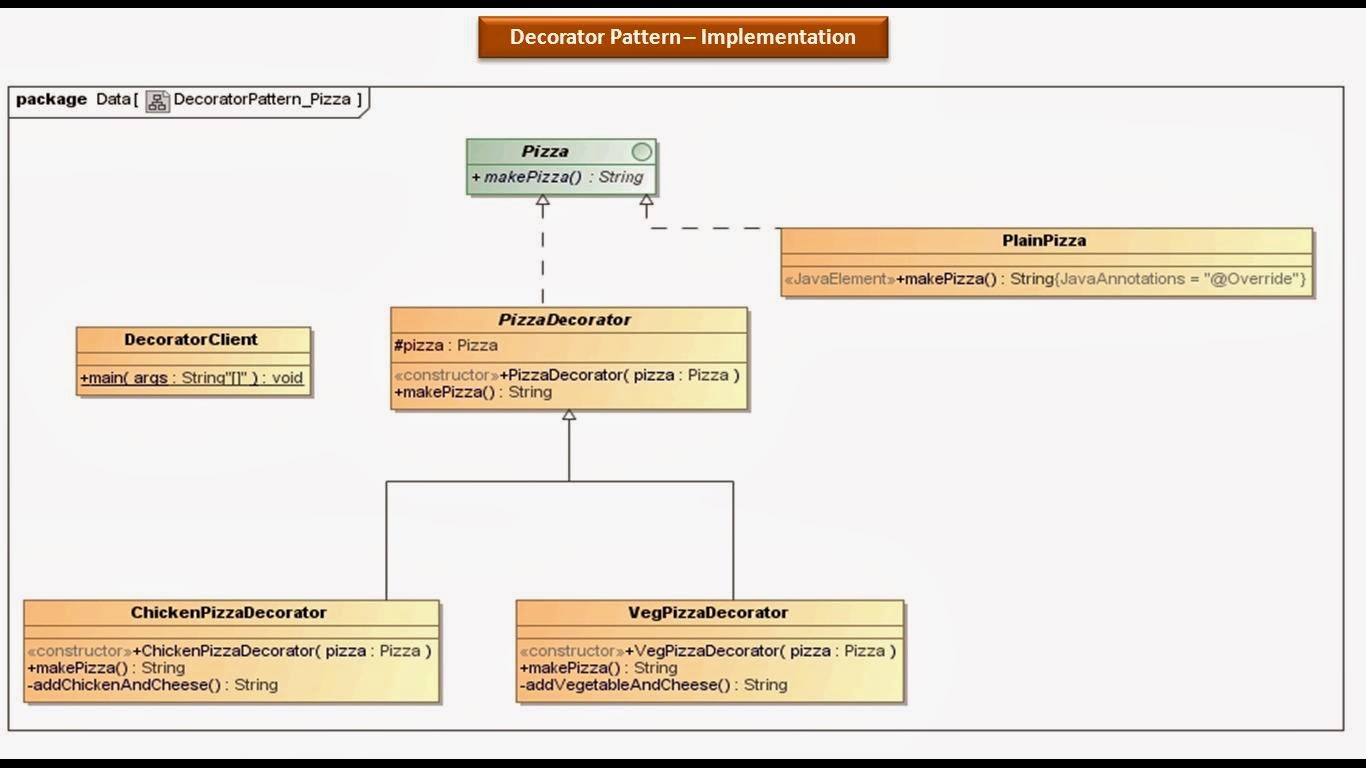 Decorator Pattern – Implementation
package Data[ DecoratorPattern_Pizza ]
Pizza
+ makePizza() : String
PlainPizza
«JavaElement»+makePizza() : String{JavaAnnotations = "@Override"}
PizzaDecorator
#pizza : Pizza
«constructor»+PizzaDecorator( pizza : Pizza )
+makePizza() : String
DecoratorClient
+main( args : String"[]" ) : void
ChickenPizzaDecorator
«constructor»+ChickenPizzaDecorator( pizza : Pizza )
+makePizza() : String
-addChickenAndCheese() : String
VegPizzaDecorator
«constructor»+VegPizzaDecorator( pizza : Pizza )
+makePizza() : String
-addVegetableAndCheese() : String